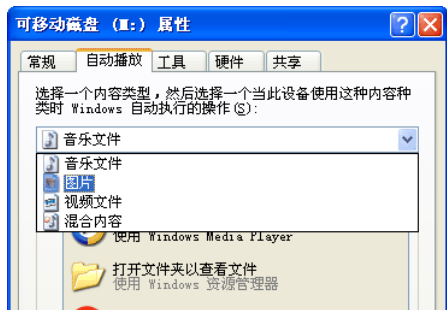 可移动磁盘 (M:) 属性
常规 自动播放 工具 硬件 共享
选择一个内容类型，然后选择一个当此设备使用这种内容种
类时 Windows 自动执行的操作(S):
音乐文件
音乐文件
图片
视频文件
混合内容
使用 Windows Media Player
打开文件夹以查看文件
使用 Windows 资源管理器